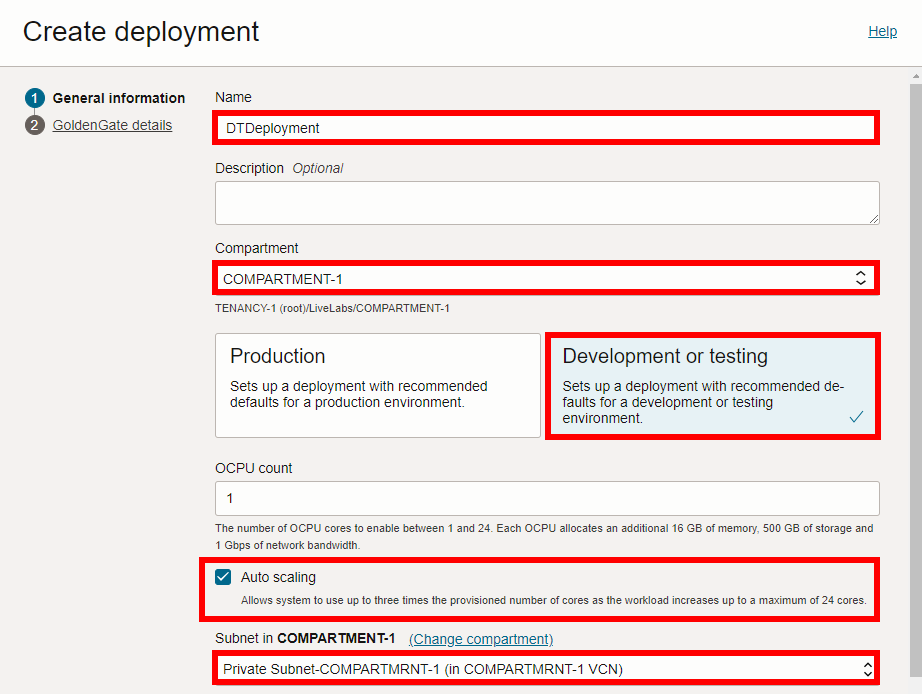 Create deployment
Help
1 General information
2 GoldenGate details
Name
DTDeployment
Description Optional
Compartment
COMPARTMENT-1
TENANCY-1 (root)/LiveLabs/COMPARTMENT-1
Production
Sets up a deployment with recommended
defaults for a production environment.
Development or testing
Sets up a deployment with recommended de-
faults for a development or testing
environment.
OCPU count
1
The number of OCPU cores to enable between 1 and 24. Each OCPU allocates an additional 16 GB of memory, 500 GB of storage and
1 Gbps of network bandwidth.
Auto scaling
Allows system to use up to three times the provisioned number of cores as the workload increases up to a maximum of 24 cores.
Subnet in COMPARTMENT-1 (Change compartment)
Private Subnet-COMPARTMRNT-1 (in COMPARTMRNT-1 VCN)